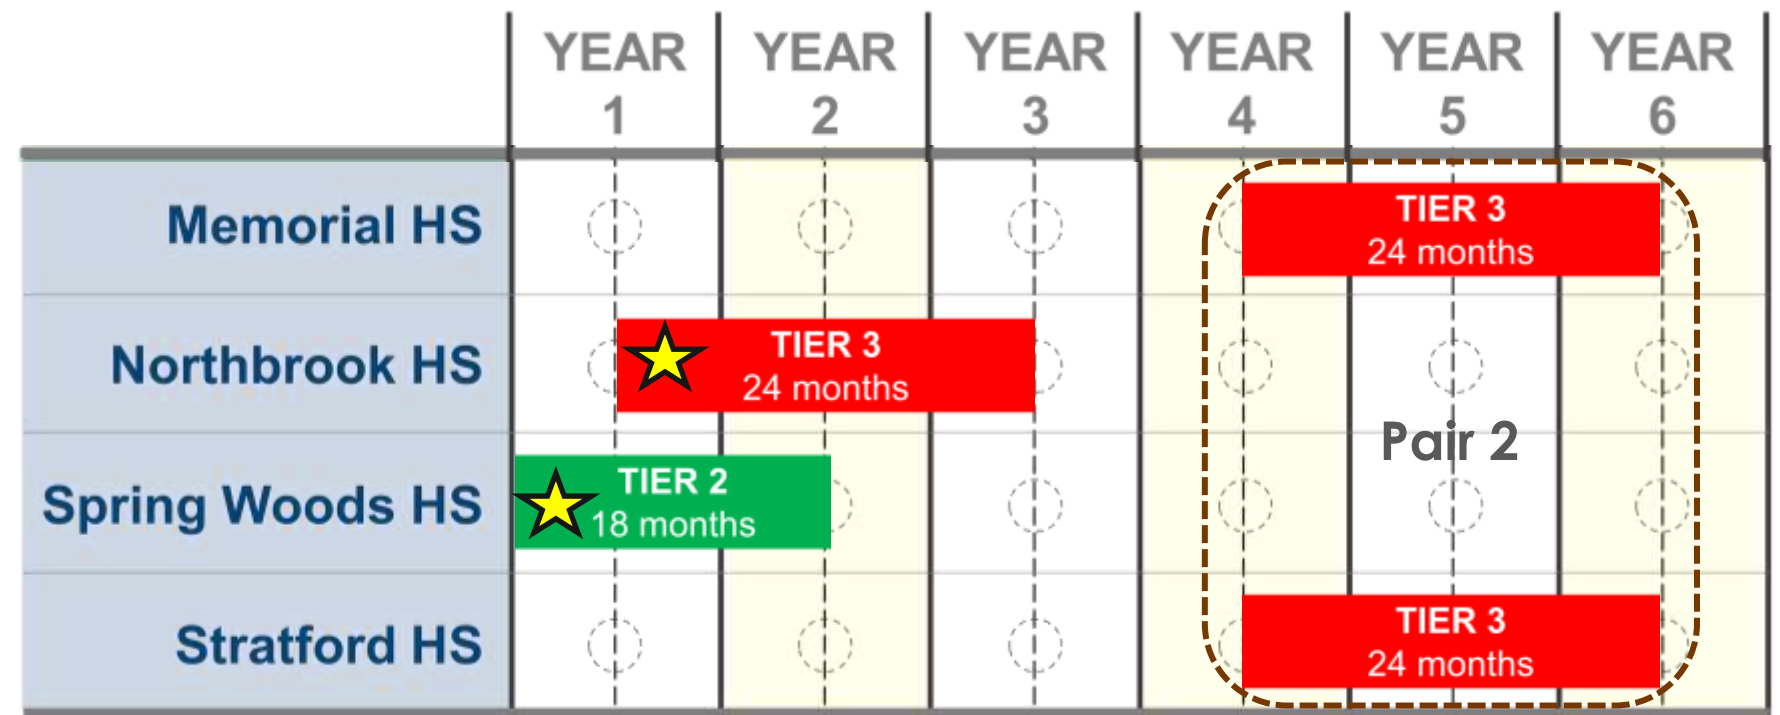 YEAR 1
YEAR 2
YEAR 3
YEAR 4
YEAR 5
YEAR 6
Memorial HS
TIER 3
24 months
Northbrook HS
TIER 3
24 months
Pair 2
Spring Woods HS
TIER 2
18 months
Stratford HS
TIER 3
24 months